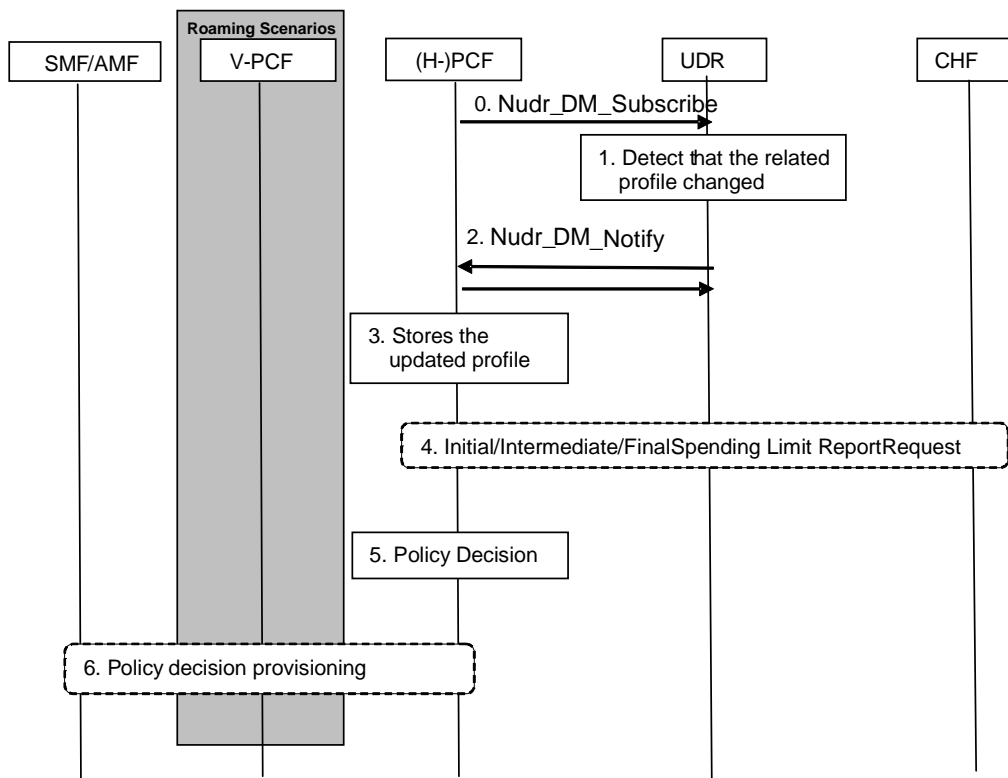 Roaming Scenarios
SMF/AMF
V-PCF
(H-)PCF
UDR
CHF
0. Nudr_DM_Subscribe
1. Detect that the related
profile changed
2. Nudr_DM_Notify
3. Stores the
updated profile
4. Initial/Intermediate/FinalSpending Limit ReportRequest
5. Policy Decision
6. Policy decision provisioning